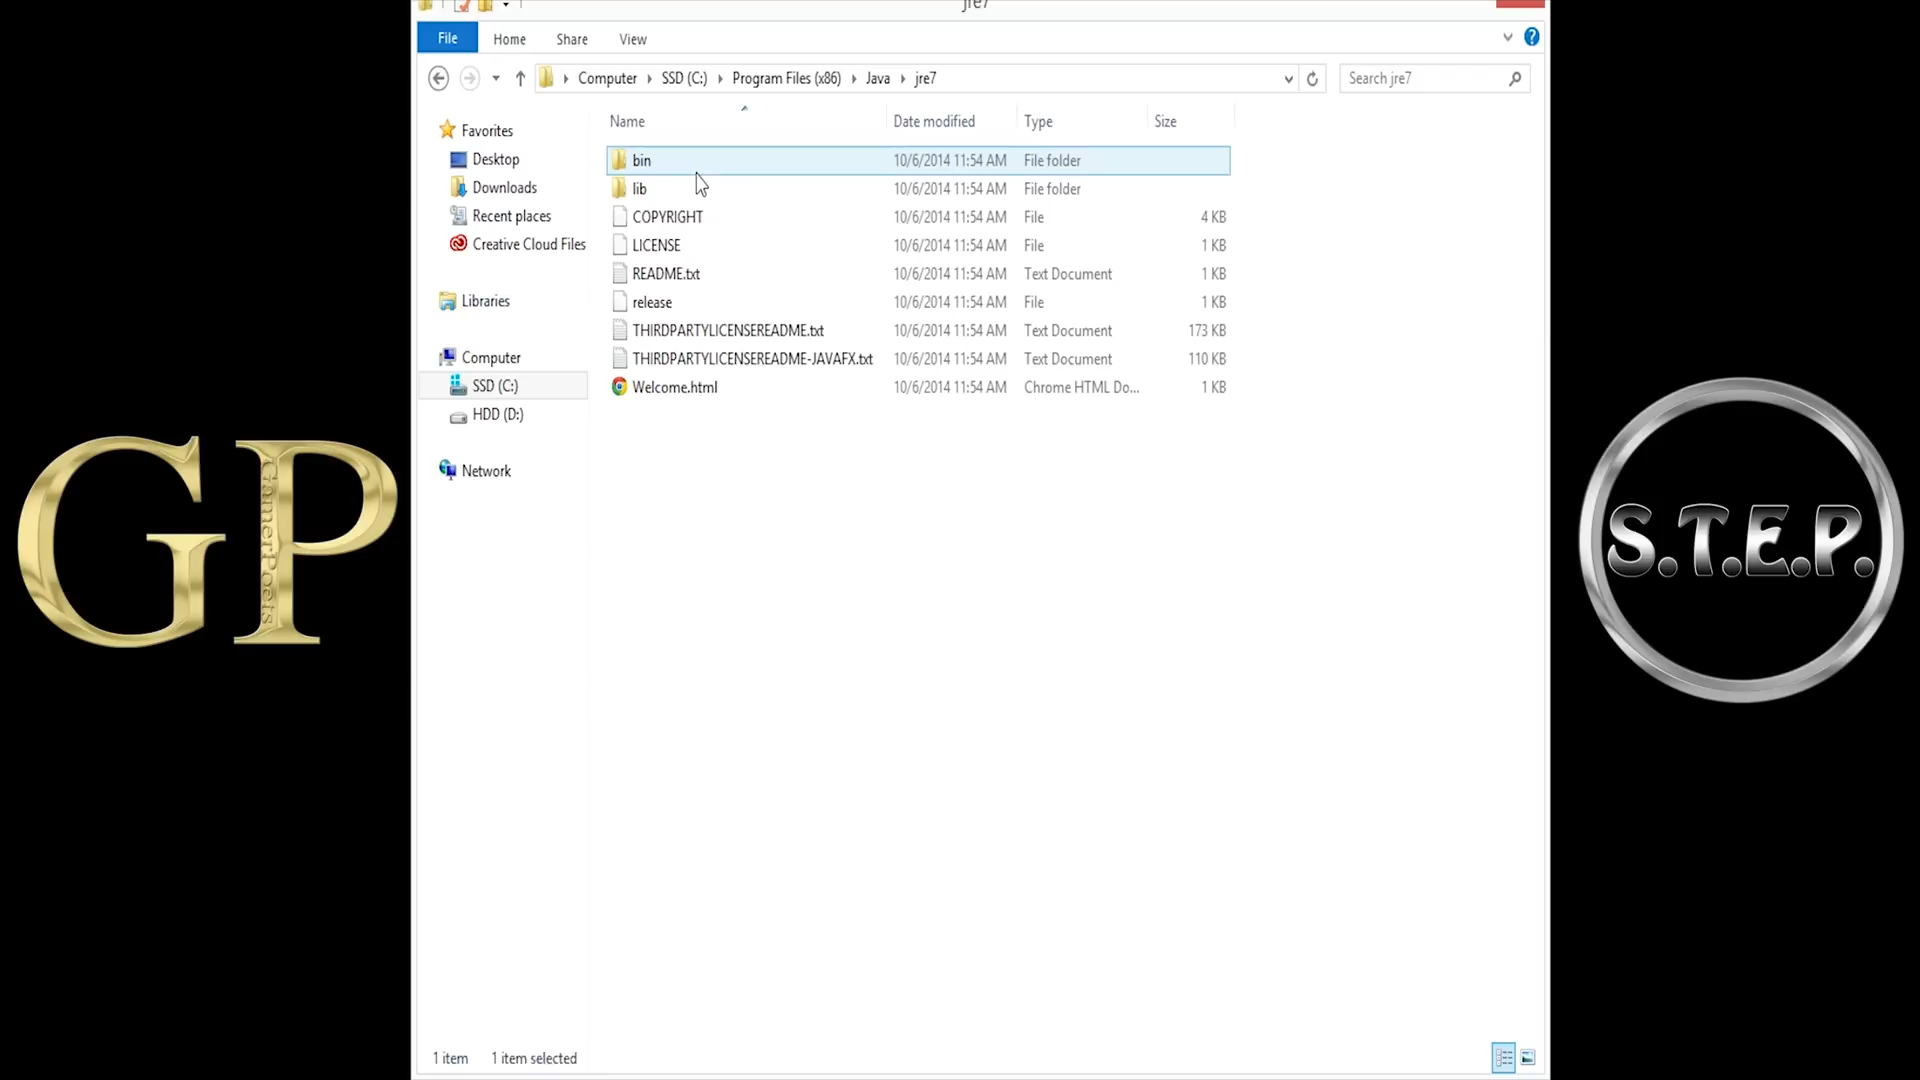 jre7
File Home Share View
Computer SSD (C:) Program Files (x86) Java jre7
Search jre7
Name Date modified Type Size
Favorites
Desktop
Downloads
Recent places
Creative Cloud Files
Libraries
Computer
SSD (C:)
HDD (D:)
Network
bin 10/6/2014 11:54 AM File folder
lib 10/6/2014 11:54 AM File folder
COPYRIGHT 10/6/2014 11:54 AM File 4 KB
LICENSE 10/6/2014 11:54 AM File 1 KB
README.txt 10/6/2014 11:54 AM Text Document 1 KB
release 10/6/2014 11:54 AM File 1 KB
THIRDPARTYLICENSEREADME.txt 10/6/2014 11:54 AM Text Document 173 KB
THIRDPARTYLICENSEREADME-JAVAFX.txt 10/6/2014 11:54 AM Text Document 110 KB
Welcome.html 10/6/2014 11:54 AM Chrome HTML Do... 1 KB
GP
GamerPoets
S.T.E.P.
1 item 1 item selected